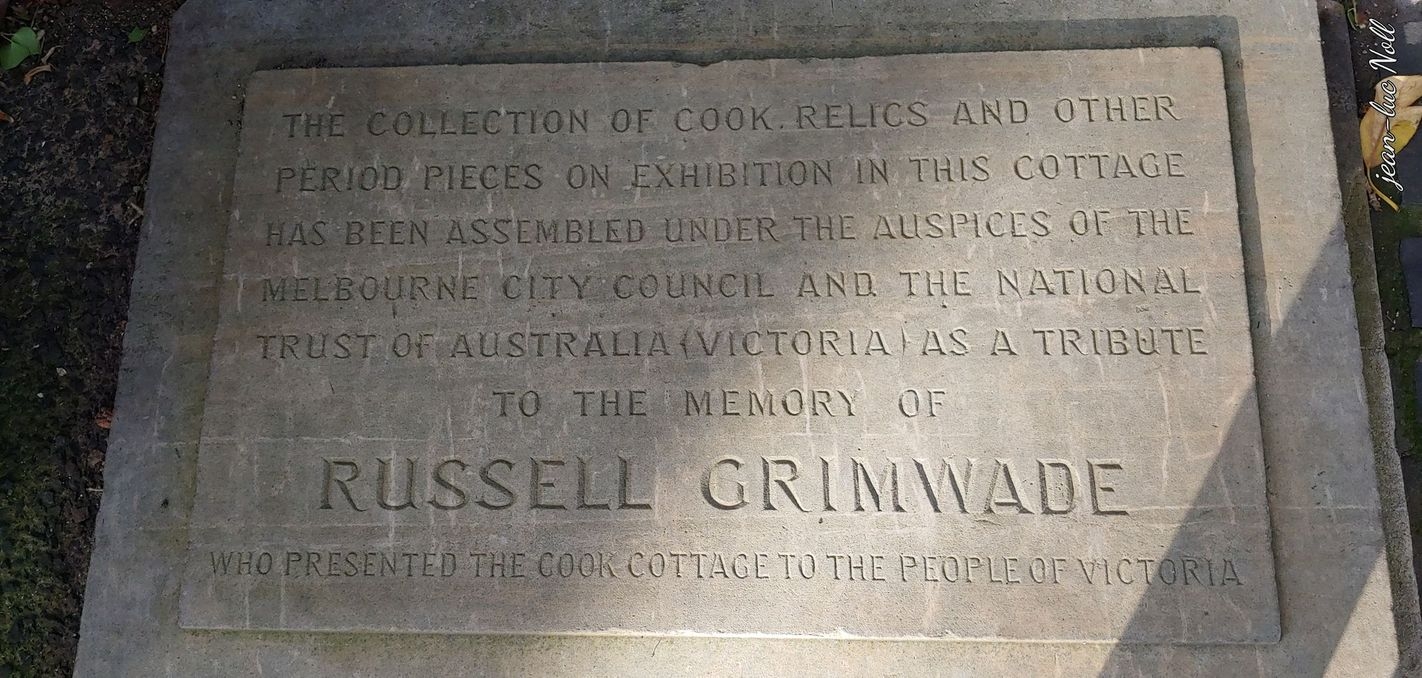 THE COLLECTION OF COOK. RELICS AND OTHER
PERIOD PIECES ON EXHIBITION IN THIS COTTAGE
HAS BEEN ASSEMBLED UNDER THE AUSPICES OF THE
MELBOURNE CITY COUNCIL AND THE NATIONAL
TRUST OF AUSTRALIA (VICTORIA) AS A TRIBUTE
TO THE MEMORY OF
RUSSELL GRIMWADE
WHO PRESENTED THE COOK COTTAGE TO THE PEOPLE OF VICTORIA
jean-luc Noll